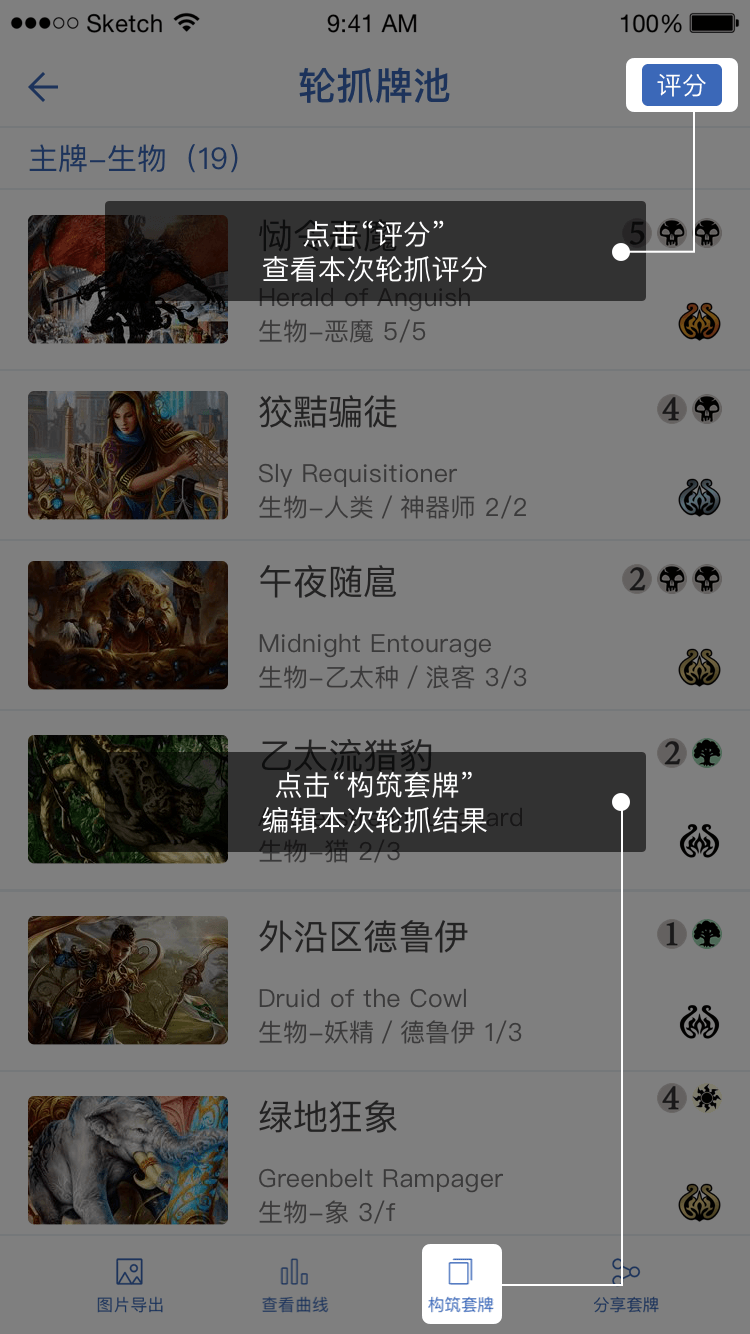 Sketch 9:41 AM 100%
轮抓牌池
评分
主牌-生物（19）
点击“评分”
查看本次轮抓评分
恸令恶魔
5
Herald of Anguish
生物-恶魔 5/5
狡黠骗徒
4
Sly Requisitioner
生物-人类 / 神器师 2/2
午夜随扈
2
Midnight Entourage
生物-乙太种 / 浪客 3/3
乙太流猎豹
2
点击“构筑套牌”
编辑本次轮抓结果
生物-猫 2/3
外沿区德鲁伊
1
Druid of the Cowl
生物-妖精 / 德鲁伊 1/3
绿地狂象
4
Greenbelt Rampager
生物-象 3/f
图片导出
查看曲线
构筑套牌
分享套牌